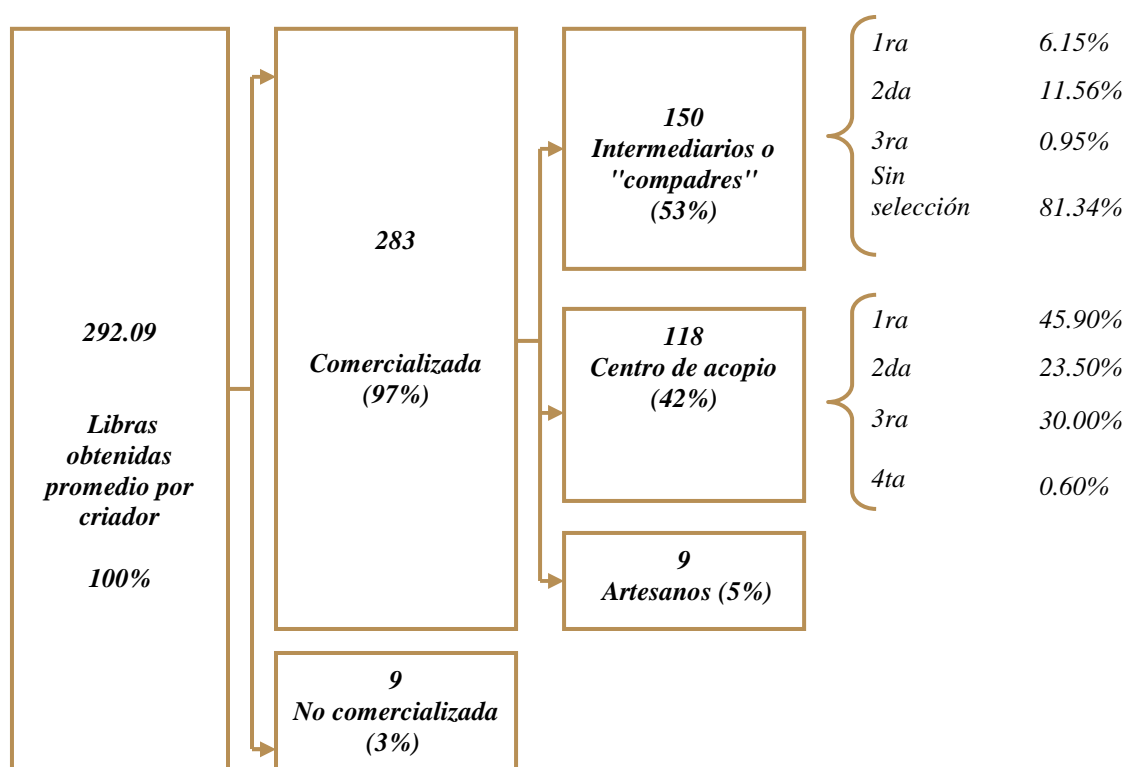 292.09
Libras
obtenidas
promedio por
criador
100%
283
Comercializada
(97%)
9
No comercializada
(3%)
150
Intermediarios o
"compadres"
(53%)
1ra 6.15%
2da 11.56%
3ra 0.95%
Sin
selección 81.34%
118
Centro de acopio
(42%)
1ra 45.90%
2da 23.50%
3ra 30.00%
4ta 0.60%
9
Artesanos (5%)